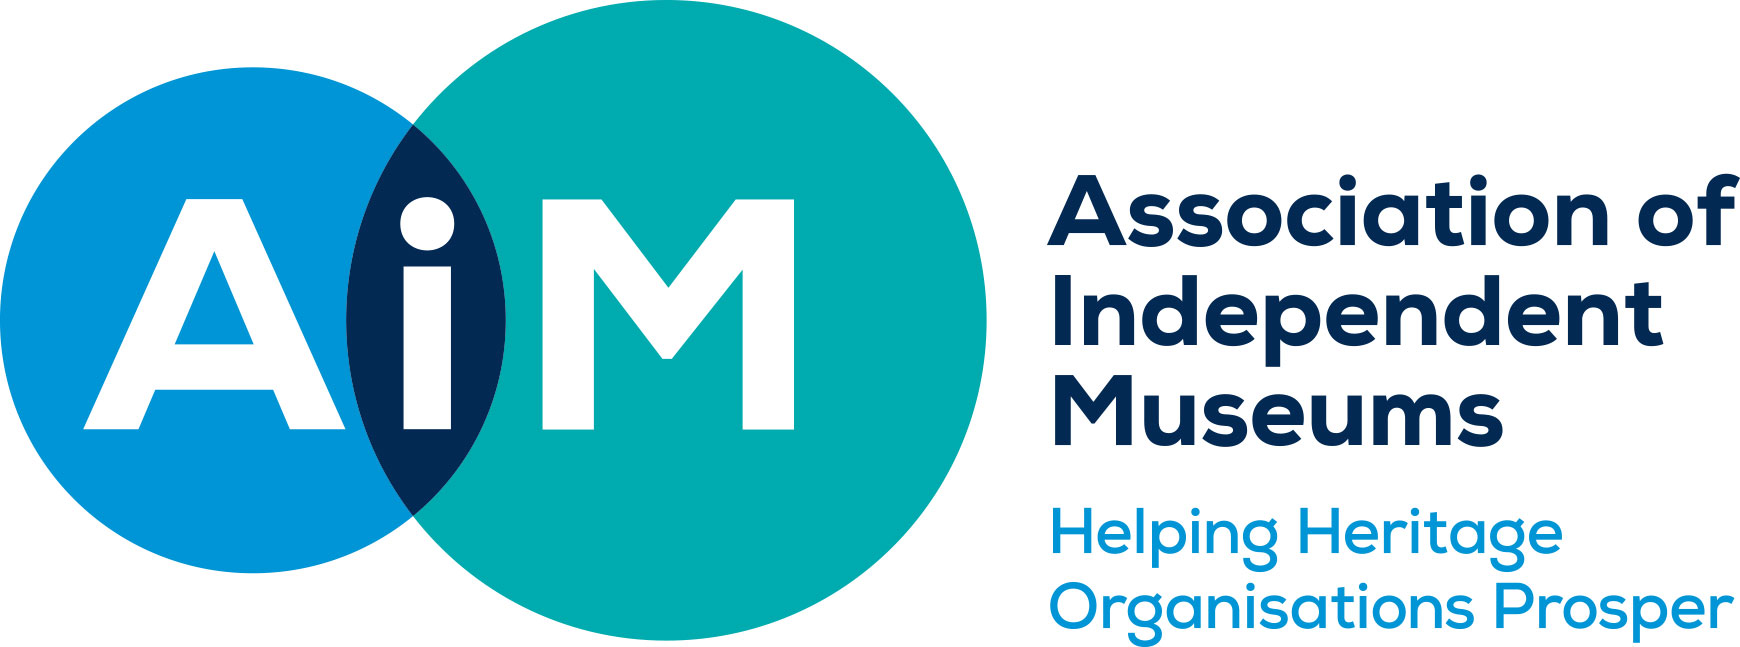 AiM
Association of
Independent
Museums
Helping Heritage
Organisations Prosper